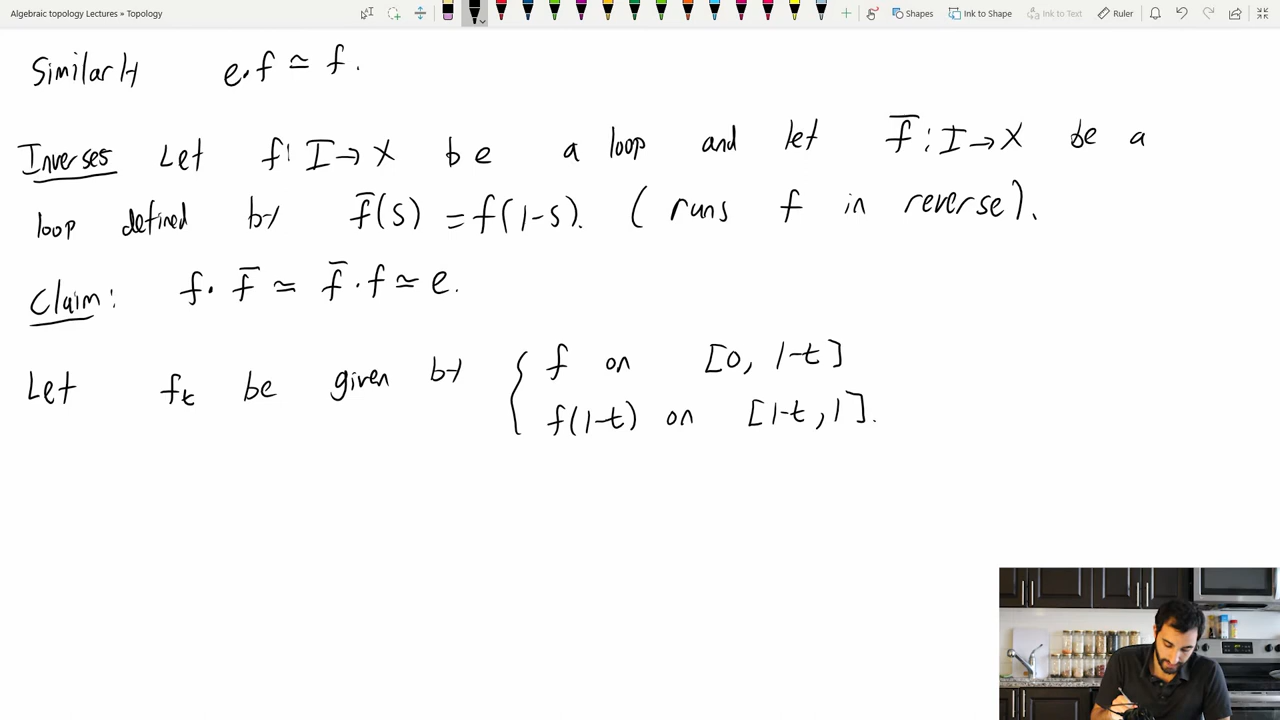 Algebraic topology Lectures » Topology
Shapes Ink to Shape Ink to Text Ruler
Similarly e·f ≃ f.
Inverses Let f: I→X be a loop and let f̄: I→X be a
loop defined by f̄(s) = f(1-s). (runs f in reverse).
Claim: f·f̄ ≃ f̄·f ≃ e.
Let fₜ be given by { f on [0, 1-t]
f(1-t) on [1-t, 1].